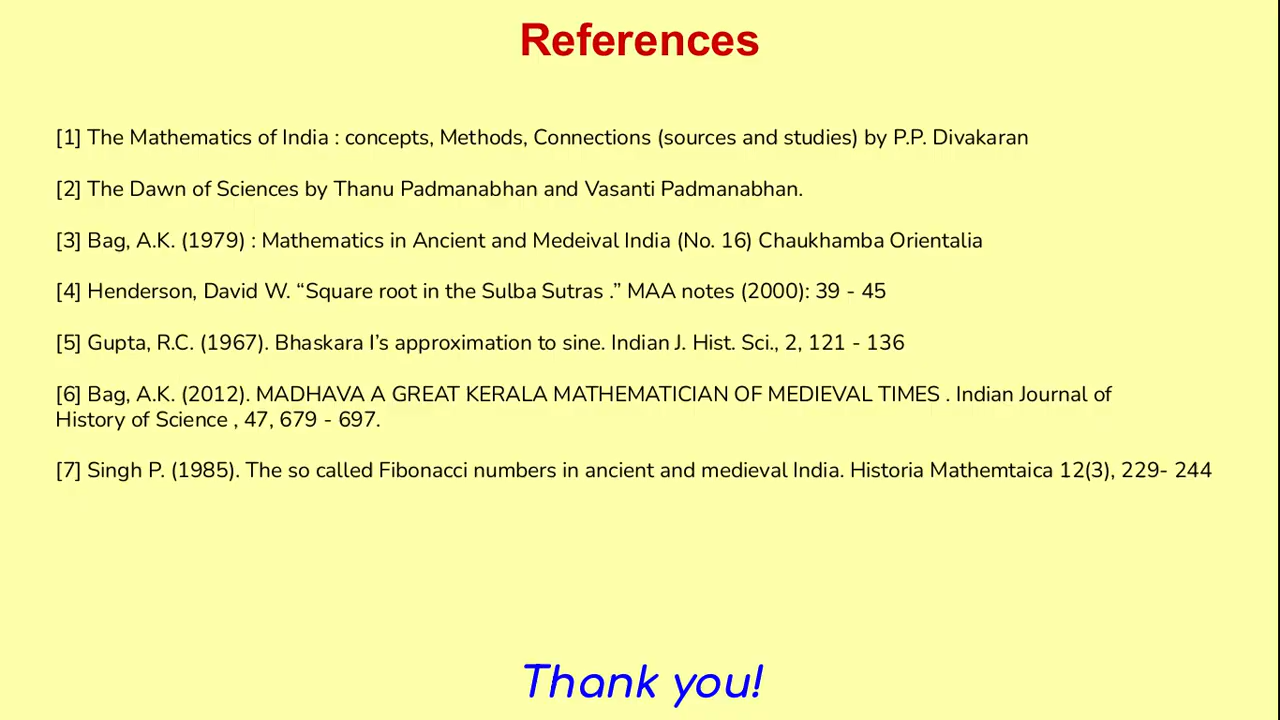 References
[1] The Mathematics of India : concepts, Methods, Connections (sources and studies) by P.P. Divakaran
[2] The Dawn of Sciences by Thanu Padmanabhan and Vasanti Padmanabhan.
[3] Bag, A.K. (1979) : Mathematics in Ancient and Medeival India (No. 16) Chaukhamba Orientalia
[4] Henderson, David W. “Square root in the Sulba Sutras .” MAA notes (2000): 39 - 45
[5] Gupta, R.C. (1967). Bhaskara I’s approximation to sine. Indian J. Hist. Sci., 2, 121 - 136
[6] Bag, A.K. (2012). MADHAVA A GREAT KERALA MATHEMATICIAN OF MEDIEVAL TIMES . Indian Journal of
History of Science , 47, 679 - 697.
[7] Singh P. (1985). The so called Fibonacci numbers in ancient and medieval India. Historia Mathemtaica 12(3), 229- 244
Thank you!